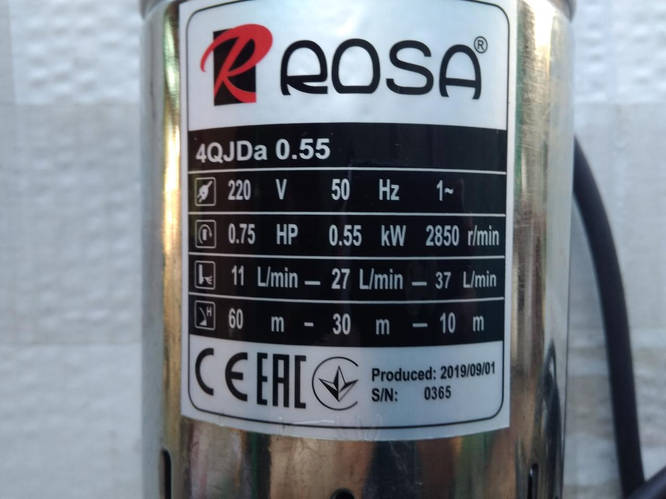 R ROSA®
4QJDa 0.55
220 V 50 Hz 1~
0.75 HP 0.55 kW 2850 r/min
11 L/min – 27 L/min – 37 L/min
H 60 m – 30 m – 10 m
CE EAC Produced: 2019/09/01
S/N: 0365